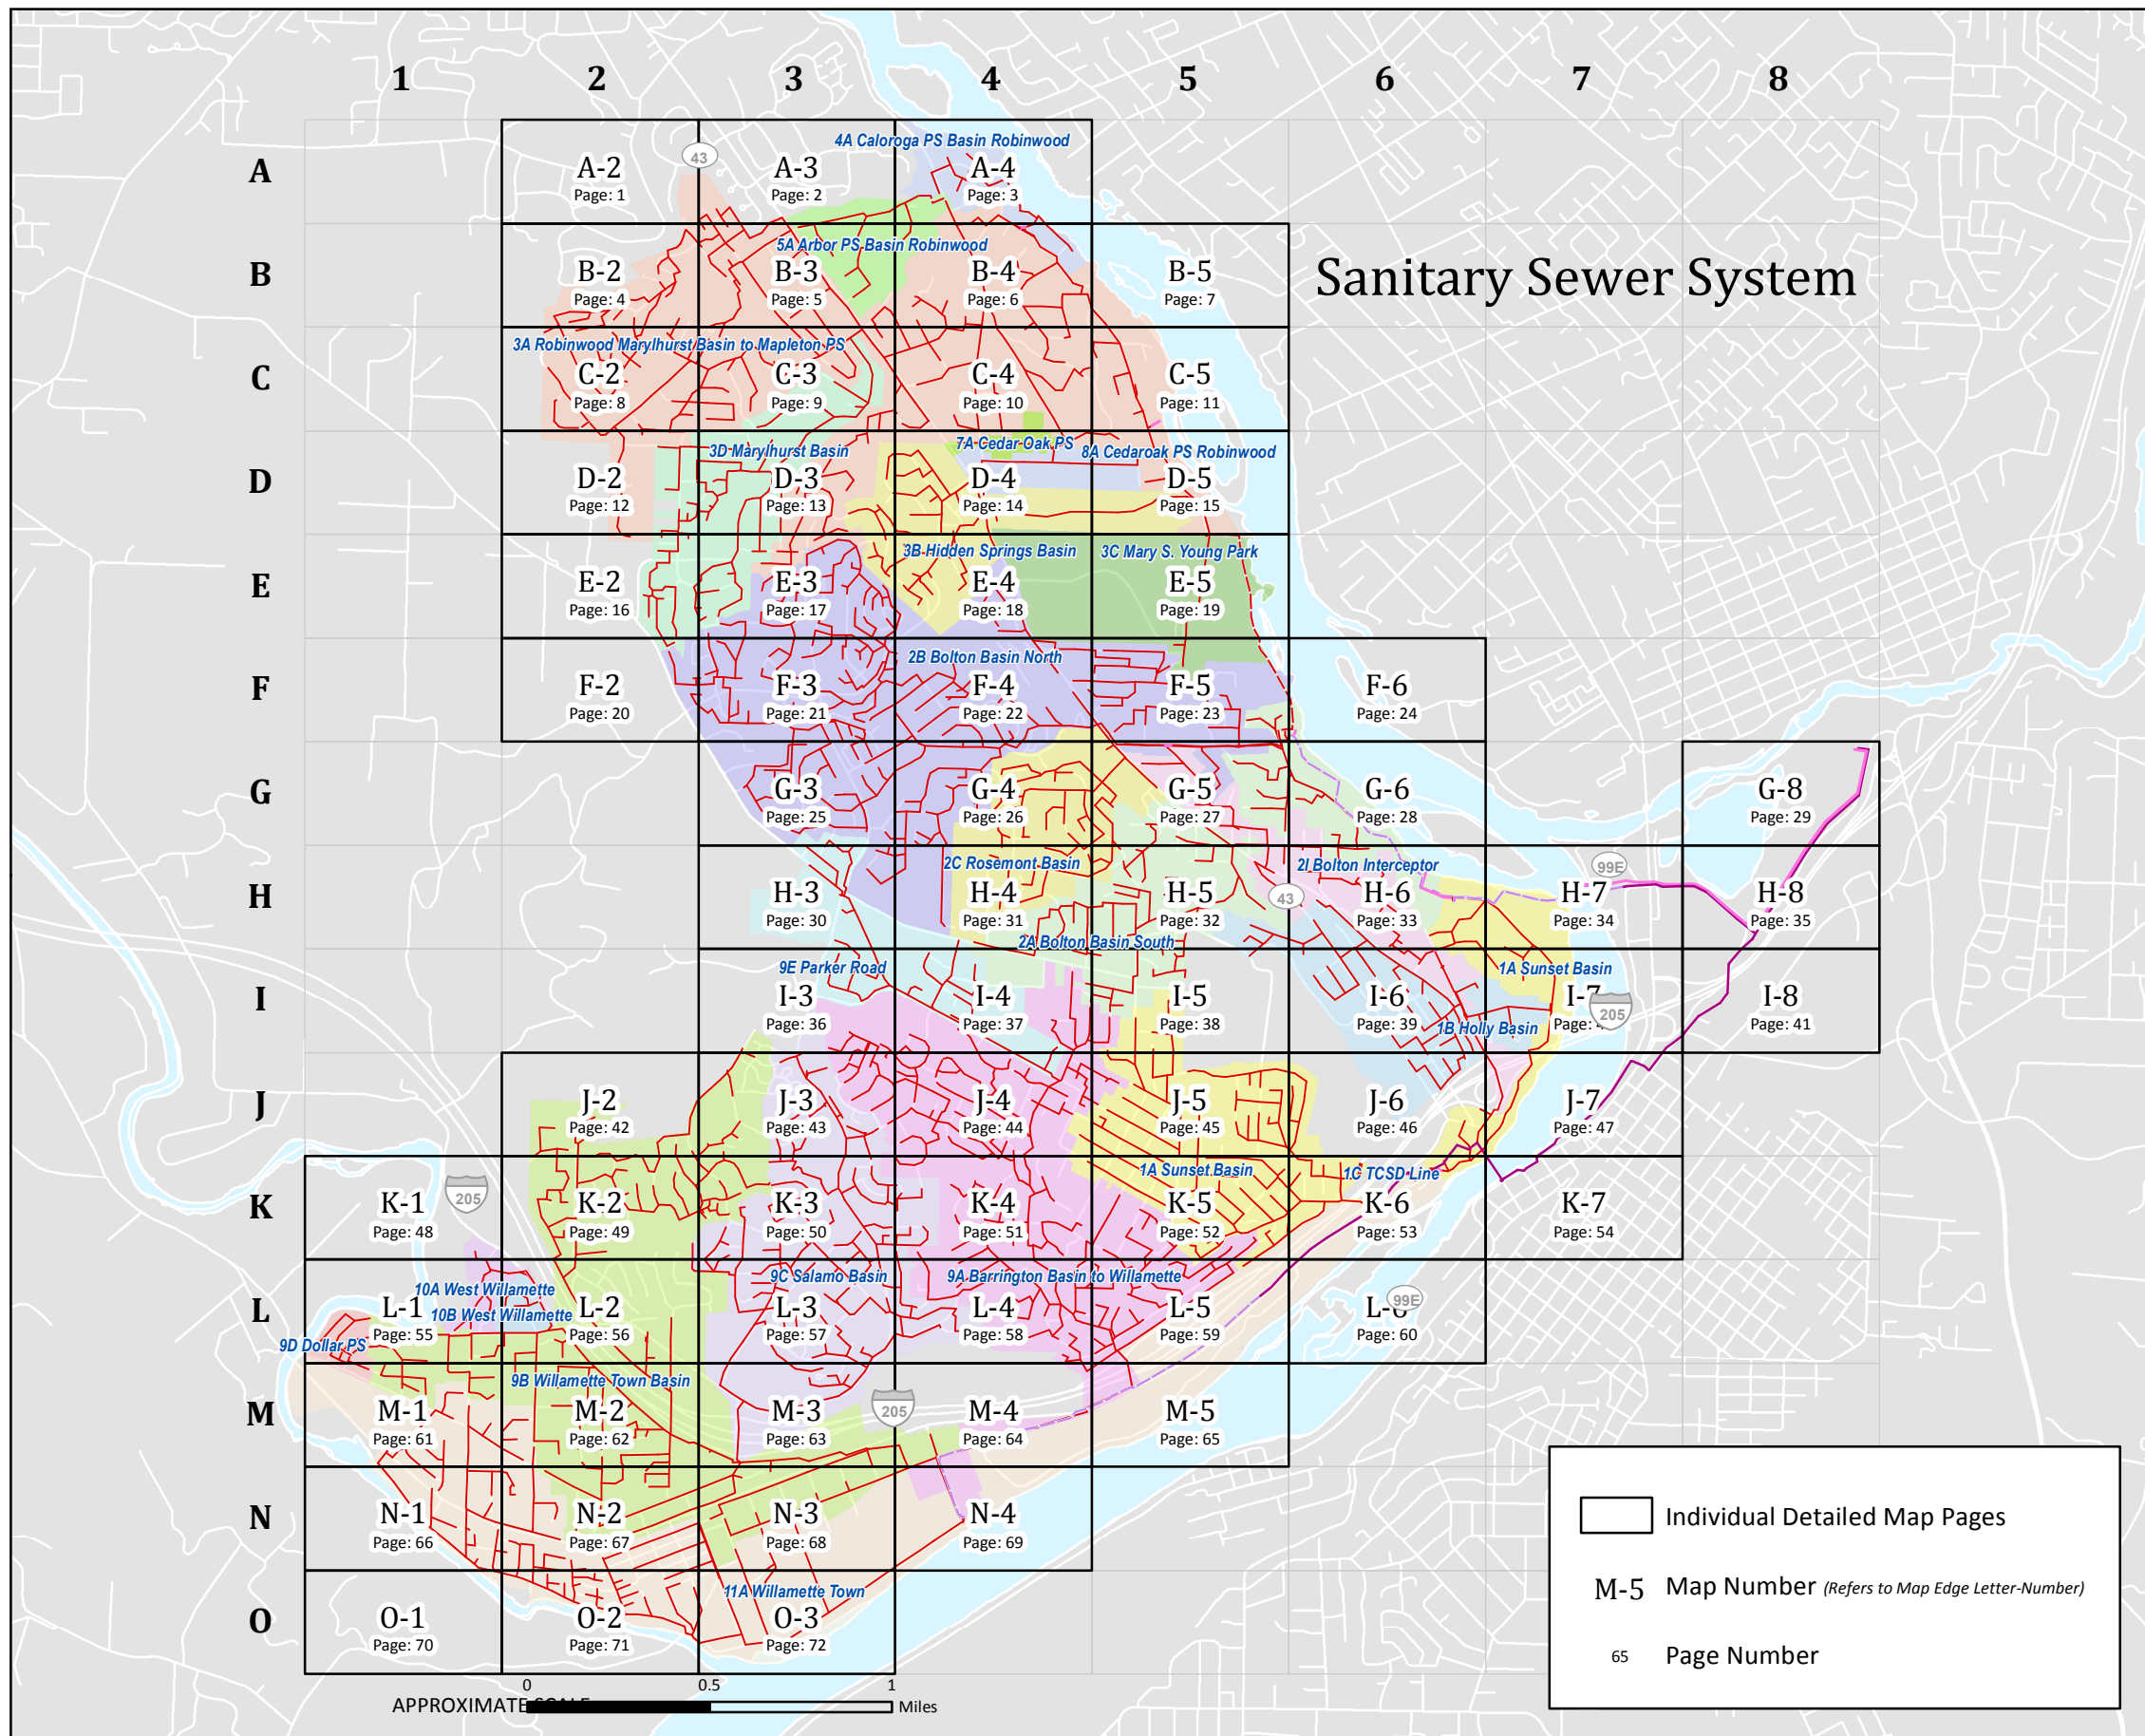 1 2 3 4 5 6 7 8
4A Caloroga PS Basin Robinwood
43
A
A-2 A-3 A-4
Page: 1 Page: 2 Page: 3
5A Arbor PS Basin Robinwood
B
B-2 B-3 B-4 B-5
Page: 4 Page: 5 Page: 6 Page: 7
Sanitary Sewer System
3A Robinwood Marylhurst Basin to Mapleton PS
C
C-2 C-3 C-4 C-5
Page: 8 Page: 9 Page: 10 Page: 11
3D Marylhurst Basin 7A Cedar Oak PS 8A Cedaroak PS Robinwood
D
D-2 D-3 D-4 D-5
Page: 12 Page: 13 Page: 14 Page: 15
3B Hidden Springs Basin 3C Mary S. Young Park
E
E-2 E-3 E-4 E-5
Page: 16 Page: 17 Page: 18 Page: 19
2B Bolton Basin North
F
F-2 F-3 F-4 F-5 F-6
Page: 20 Page: 21 Page: 22 Page: 23 Page: 24
G
G-3 G-4 G-5 G-6 G-8
Page: 25 Page: 26 Page: 27 Page: 28 Page: 29
2C Rosemont Basin 2I Bolton Interceptor 99E
H
H-3 H-4 H-5 43 H-6 H-7 H-8
Page: 30 Page: 31 Page: 32 Page: 33 Page: 34 Page: 35
2A Bolton Basin South
9E Parker Road 1A Sunset Basin
I
I-3 I-4 I-5 I-6 I-7 I-8
205
Page: 36 Page: 37 Page: 38 Page: 39 Page: Page: 41
1B Holly Basin
J
J-2 J-3 J-4 J-5 J-6 J-7
Page: 42 Page: 43 Page: 44 Page: 45 Page: 46 Page: 47
1A Sunset Basin 1C TCSD Line
205
K
K-1 K-2 K-3 K-4 K-5 K-6 K-7
Page: 48 Page: 49 Page: 50 Page: 51 Page: 52 Page: 53 Page: 54
9C Salamo Basin 9A Barrington Basin to Willamette
10A West Willamette
99E
10B West Willamette
L
L-1 L-2 L-3 L-4 L-5 L-6
Page: 55 Page: 56 Page: 57 Page: 58 Page: 59 Page: 60
9D Dollar PS
9B Willamette Town Basin
205
M
M-1 M-2 M-3 M-4 M-5
Page: 61 Page: 62 Page: 63 Page: 64 Page: 65
N
N-1 N-2 N-3 N-4
Page: 66 Page: 67 Page: 68 Page: 69
11A Willamette Town
O
O-1 O-2 O-3
Page: 70 Page: 71 Page: 72
0 0.5 1
APPROXIMATE SCALE Miles
Individual Detailed Map Pages
M-5 Map Number (Refers to Map Edge Letter-Number)
65 Page Number